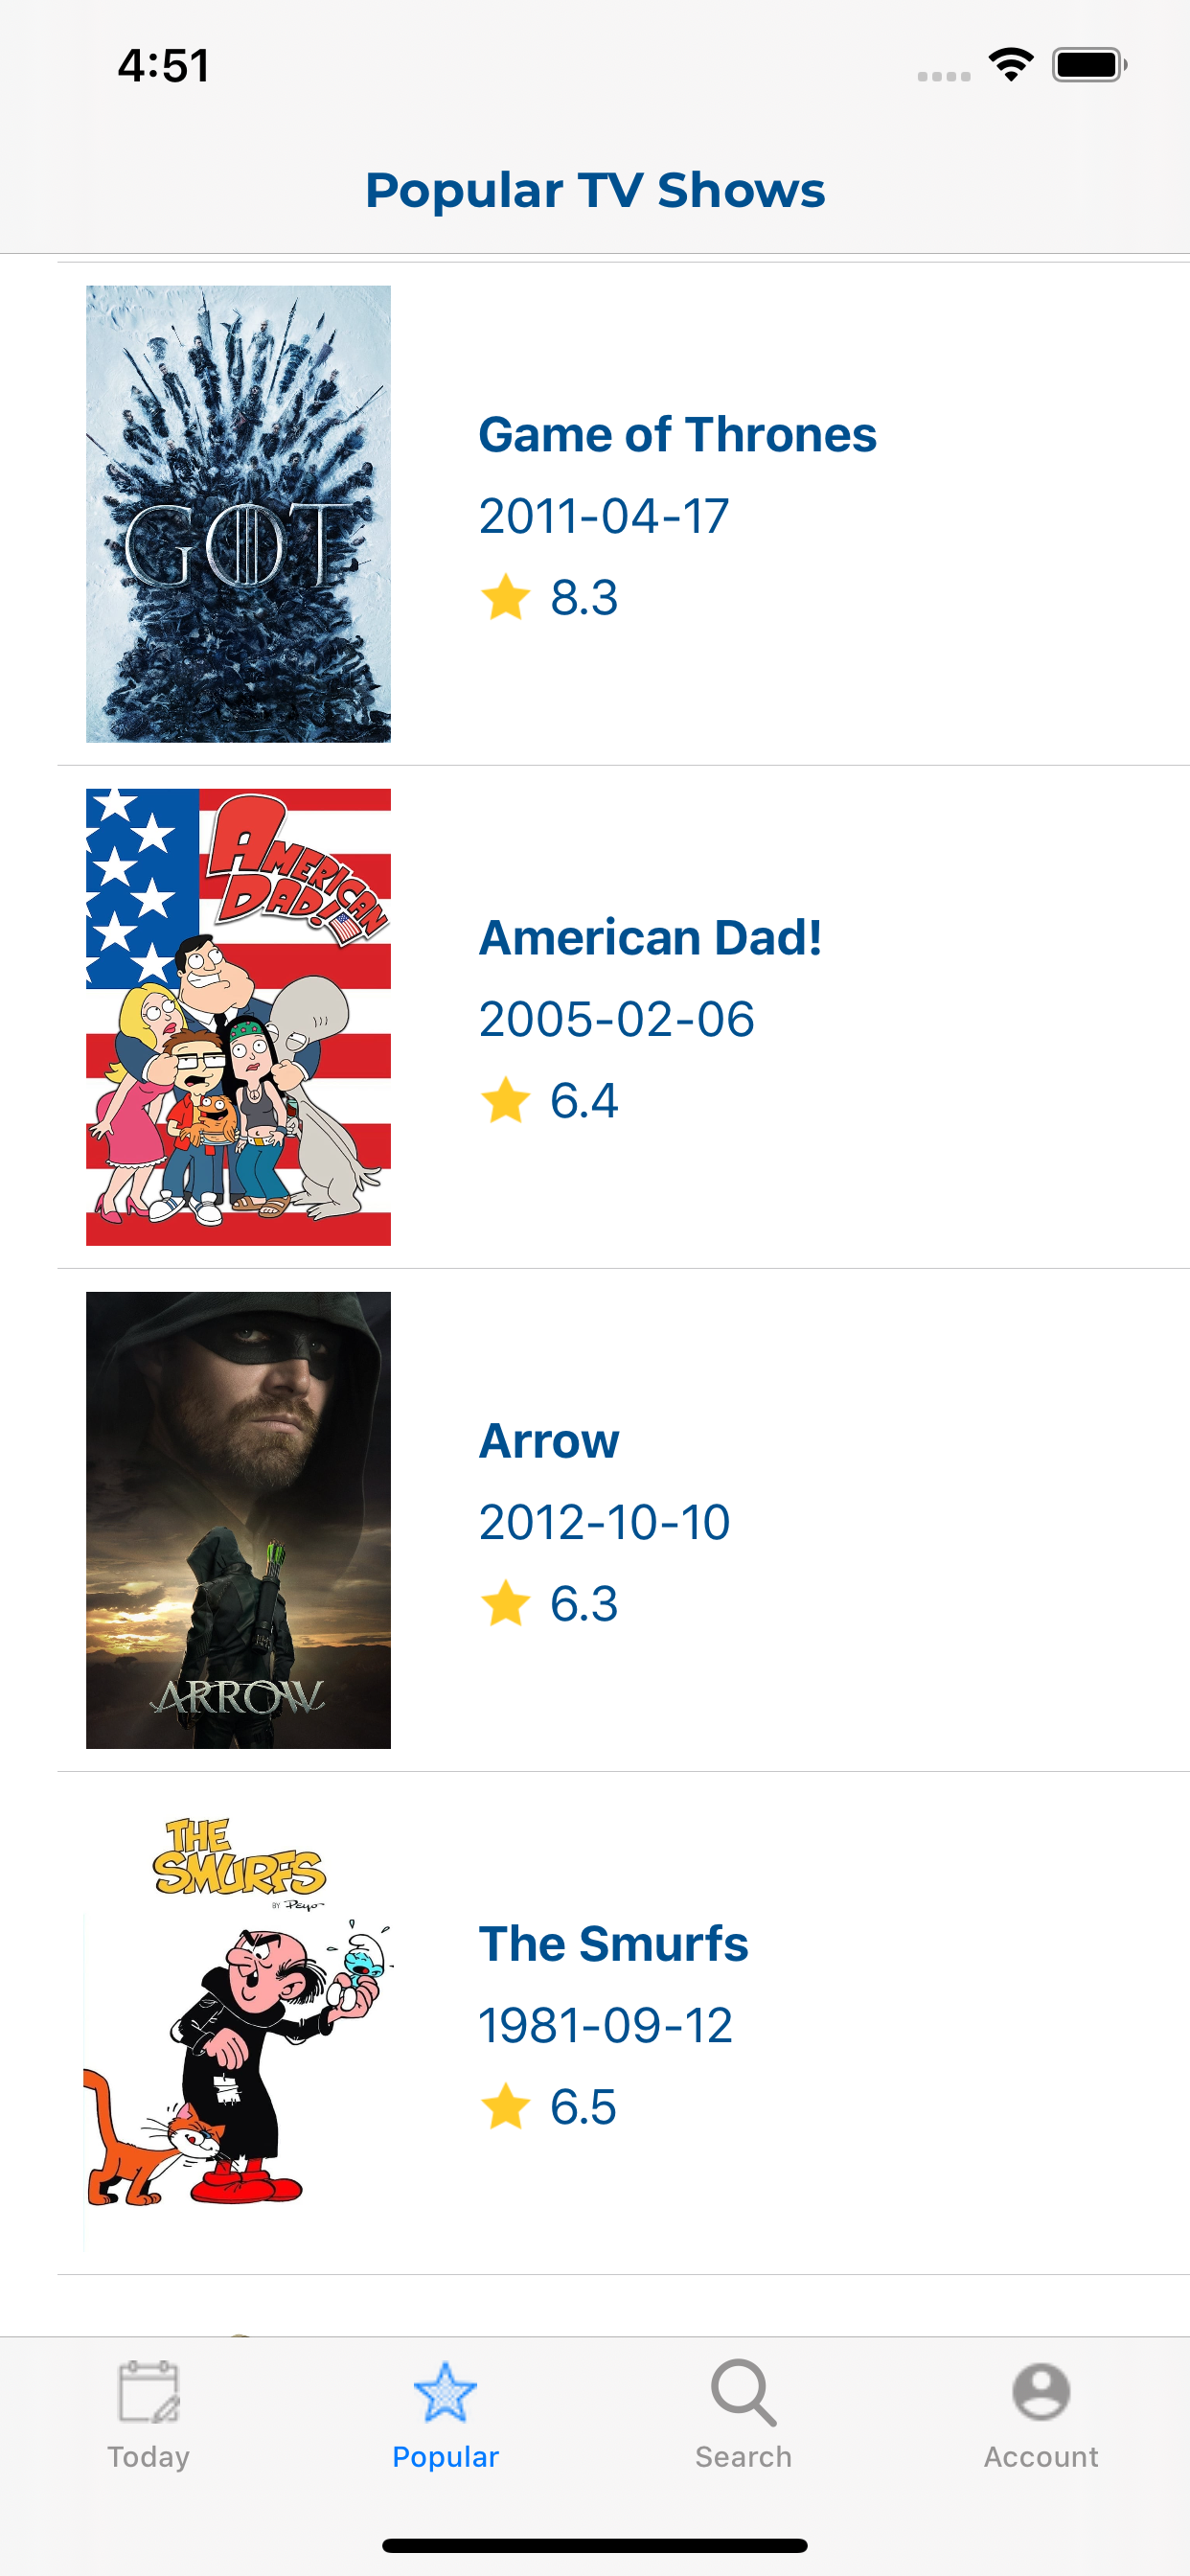 4:51
Popular TV Shows
GOT
Game of Thrones
2011-04-17
8.3
AMERICAN
DAD!
American Dad!
2005-02-06
6.4
ARROW
Arrow
2012-10-10
6.3
THE
SMURFS
BY Peyo
The Smurfs
1981-09-12
6.5
Today
Popular
Search
Account